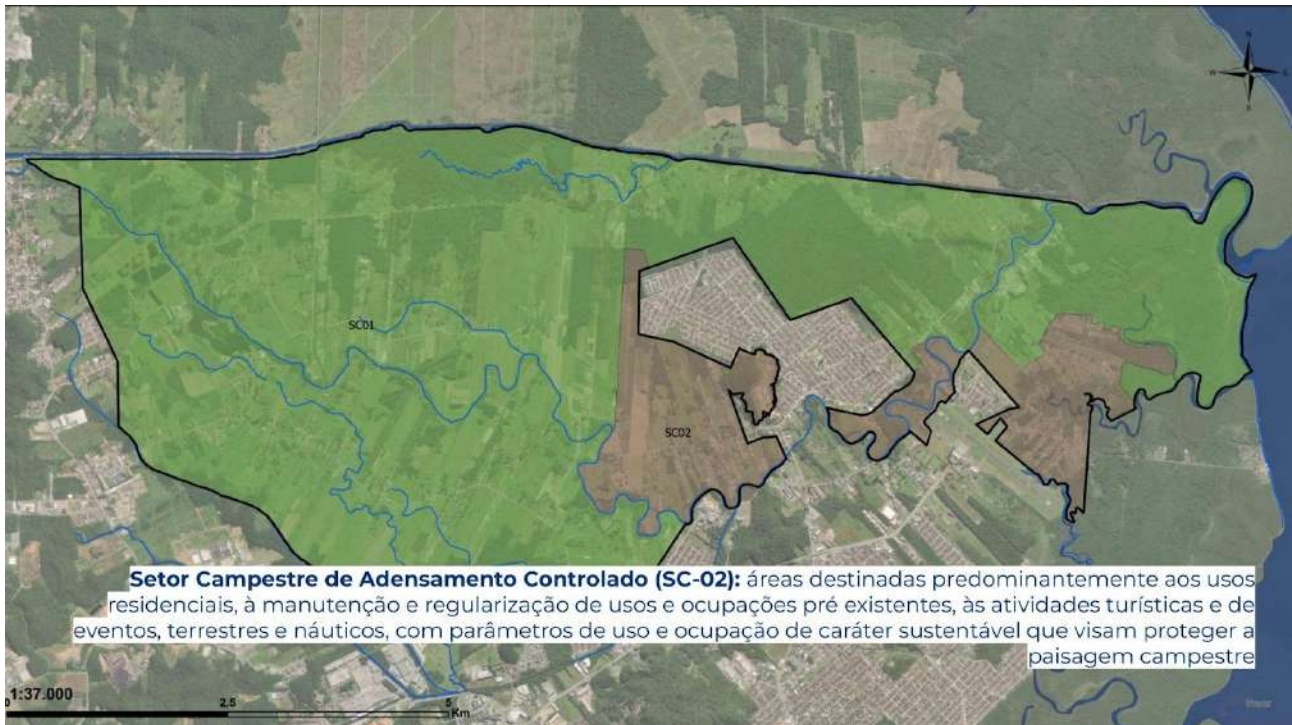 N
W
S
SC01
SC02
Setor Campestre de Adensamento Controlado (SC-02): áreas destinadas predominantemente aos usos
residenciais, à manutenção e regularização de usos e ocupações pré existentes, às atividades turísticas e de
eventos, terrestres e náuticos, com parâmetros de uso e ocupação de caráter sustentável que visam proteger a
paisagem campestre
1:37.000
0
2,5
5
Km